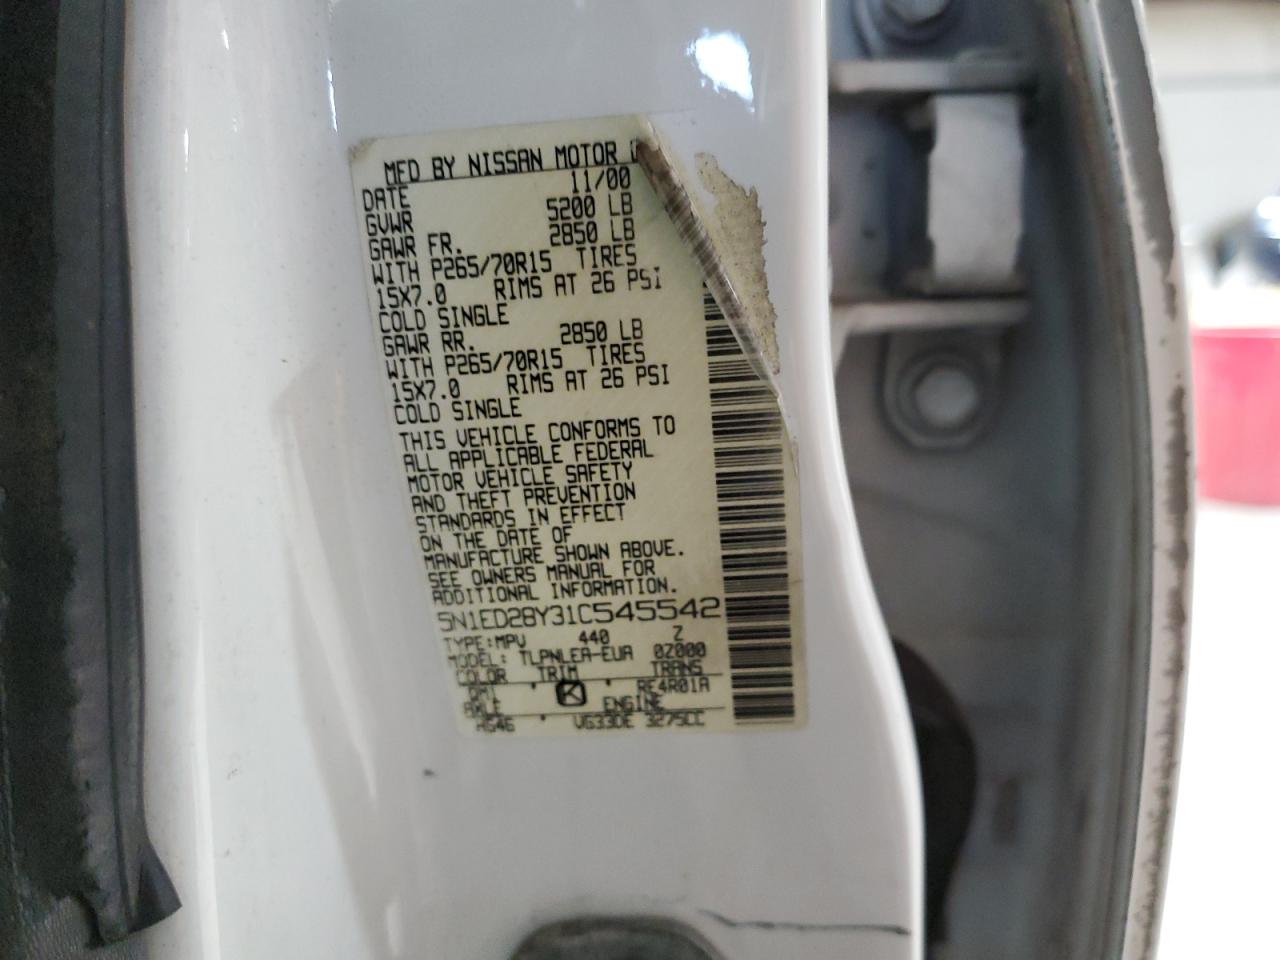 MFD BY NISSAN MOTOR
DATE 11/00
GVWR 5200 LB
GAWR FR. 2850 LB
WITH P265/70R15 TIRES
15X7.0 RIMS AT 26 PSI
COLD SINGLE
GAWR RR. 2850 LB
WITH P265/70R15 TIRES
15X7.0 RIMS AT 26 PSI
COLD SINGLE
THIS VEHICLE CONFORMS TO
ALL APPLICABLE FEDERAL
MOTOR VEHICLE SAFETY
AND THEFT PREVENTION
STANDARDS IN EFFECT
ON THE DATE OF
MANUFACTURE SHOWN ABOVE.
SEE OWNERS MANUAL FOR
ADDITIONAL INFORMATION.
5N1ED28Y31C545542
TYPE:MPV 440 Z
MODEL: TLPNLEA-EUA 0Z000
COLOR TRIM TRANS
QM1 K RE4R01A
AXLE ENGINE
HG46 VG33DE 3275CC